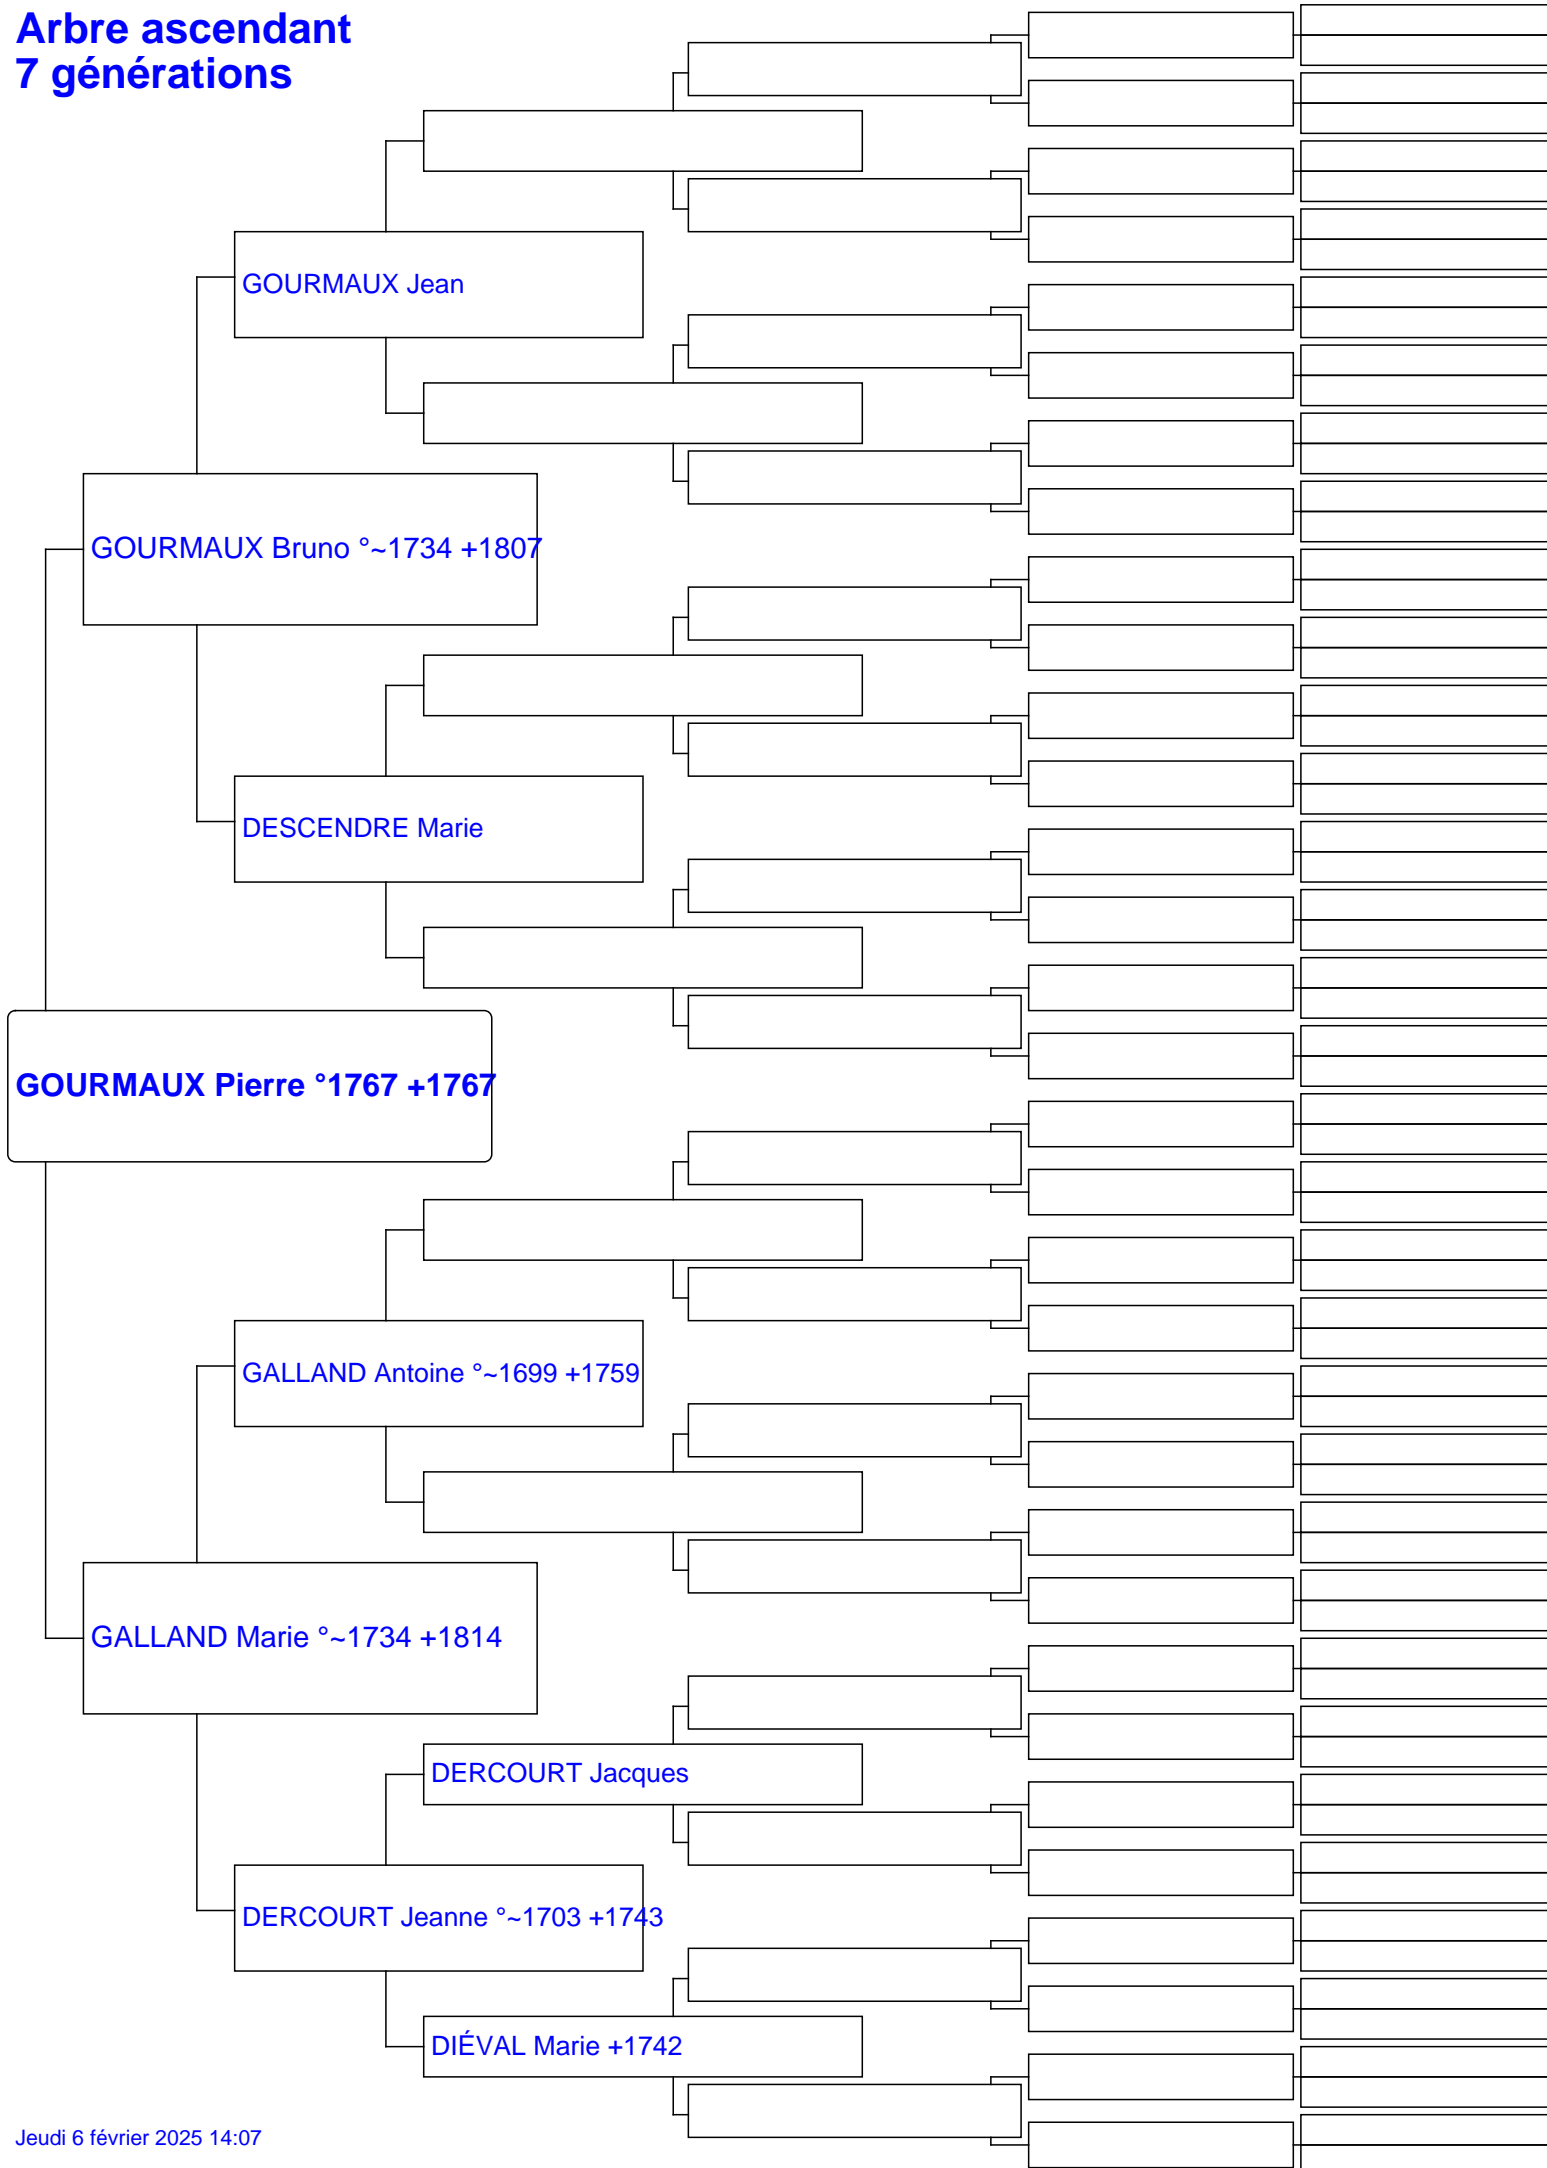 Arbre ascendant
7 générations
GOURMAUX Jean
GOURMAUX Bruno °~1734 +1807
DESCENDRE Marie
GOURMAUX Pierre °1767 +1767
GALLAND Antoine °~1699 +1759
GALLAND Marie °~1734 +1814
DERCOURT Jacques
DERCOURT Jeanne °~1703 +1743
DIÉVAL Marie +1742
Jeudi 6 février 2025 14:07